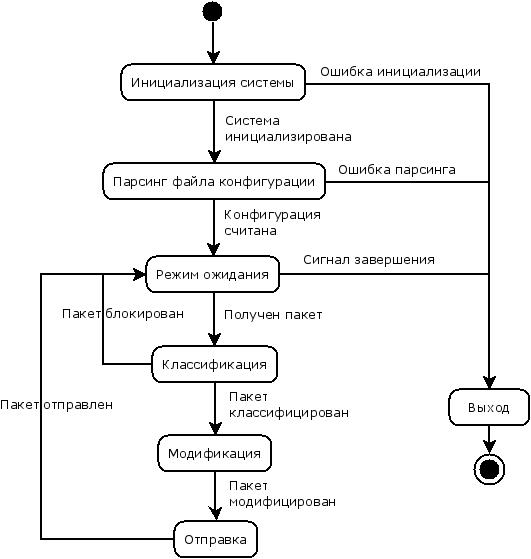 Инициализация системы
Ошибка инициализации
Система
инициализирована
Парсинг файла конфигурации
Ошибка парсинга
Конфигурация
считана
Режим ожидания
Сигнал завершения
Пакет блокирован
Получен пакет
Классификация
Пакет
классифицирован
Пакет отправлен
Выход
Модификация
Пакет
модифицирован
Отправка